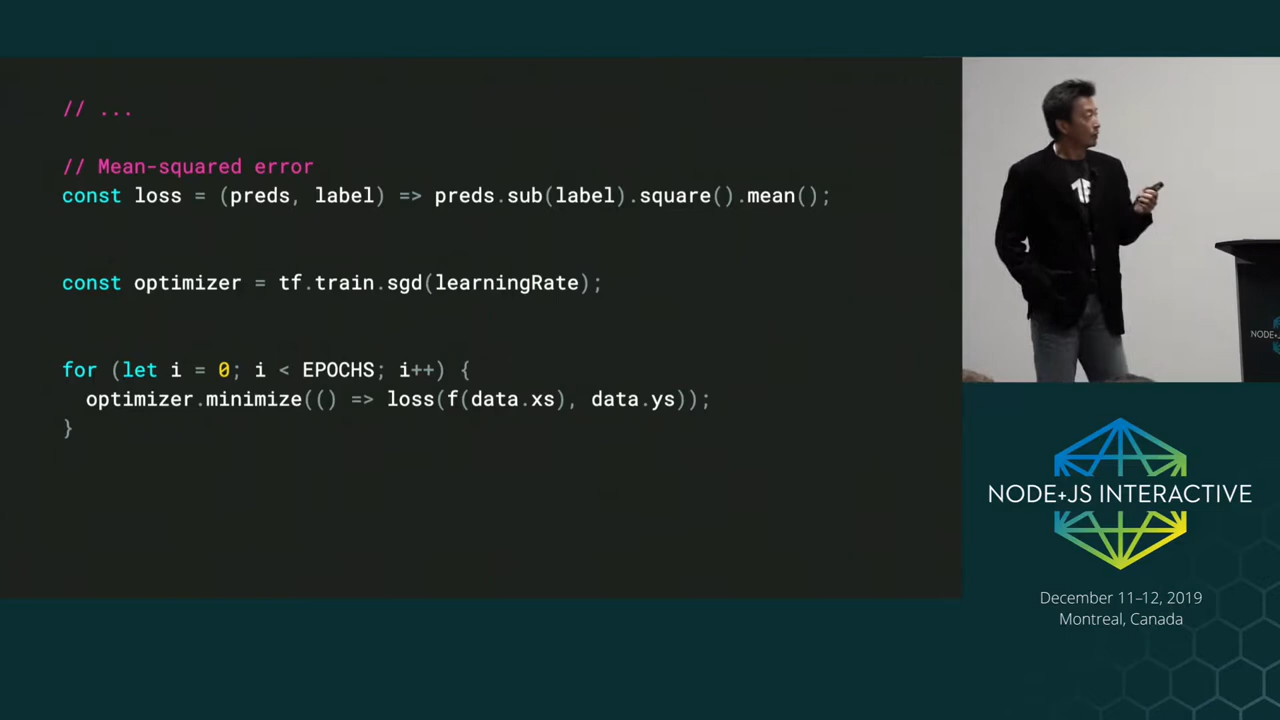 // ...
// Mean-squared error
const loss = (preds, label) => preds.sub(label).square().mean();
const optimizer = tf.train.sgd(learningRate);
for (let i = 0; i < EPOCHS; i++) {
optimizer.minimize(() => loss(f(data.xs), data.ys));
}
NODE+JS INTERACTIVE
December 11–12, 2019
Montreal, Canada